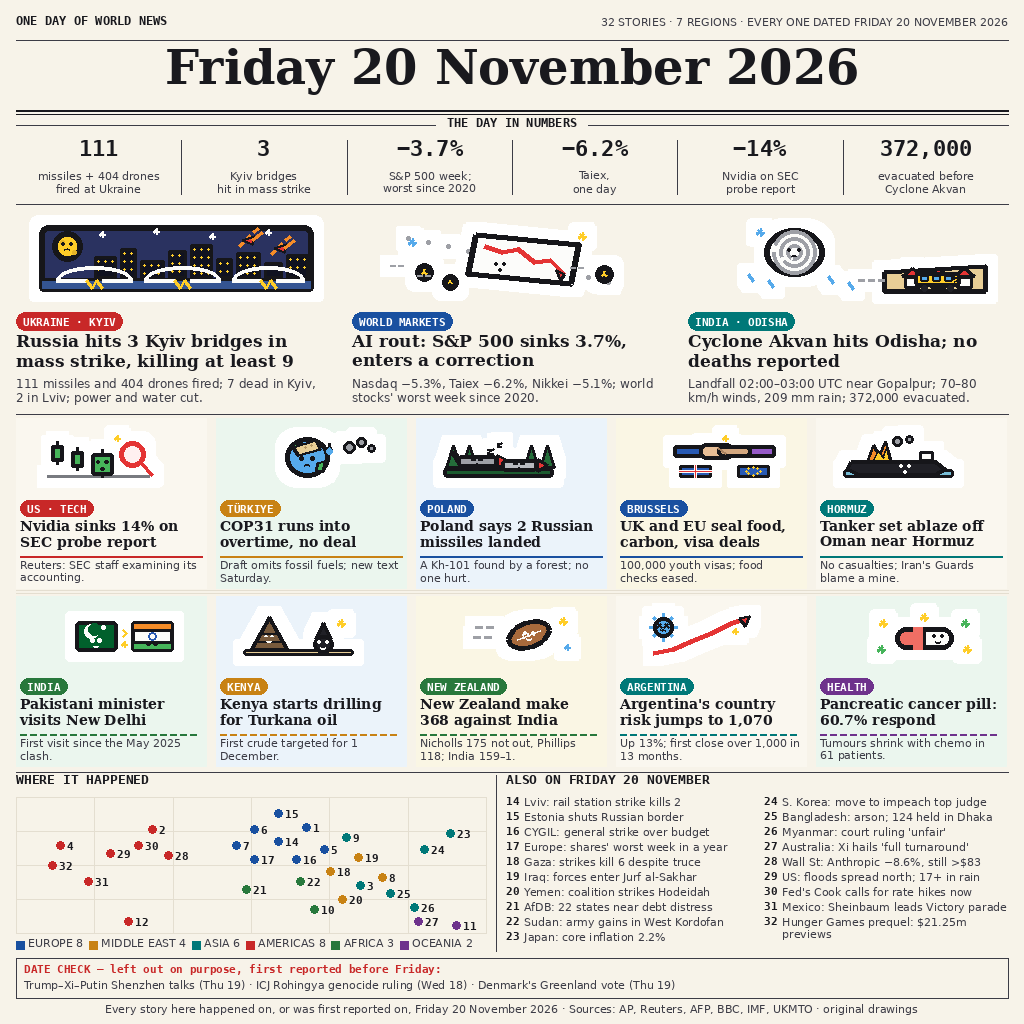 ONE DAY OF WORLD NEWS
32 STORIES · 7 REGIONS · EVERY ONE DATED FRIDAY 20 NOVEMBER 2026
Friday 20 November 2026
THE DAY IN NUMBERS
111
missiles + 404 drones
fired at Ukraine
3
Kyiv bridges
hit in mass strike
−3.7%
S&P 500 week;
worst since 2020
−6.2%
Taiex,
one day
−14%
Nvidia on SEC
probe report
372,000
evacuated before
Cyclone Akvan
UKRAINE · KYIV
Russia hits 3 Kyiv bridges in
mass strike, killing at least 9
111 missiles and 404 drones fired; 7 dead in Kyiv,
2 in Lviv; power and water cut.
WORLD MARKETS
AI rout: S&P 500 sinks 3.7%,
enters a correction
Nasdaq −5.3%, Taiex −6.2%, Nikkei −5.1%; world
stocks' worst week since 2020.
INDIA · ODISHA
Cyclone Akvan hits Odisha; no
deaths reported
Landfall 02:00–03:00 UTC near Gopalpur; 70–80
km/h winds, 209 mm rain; 372,000 evacuated.
US · TECH
Nvidia sinks 14% on
SEC probe report
Reuters: SEC staff examining its
accounting.
TÜRKIYE
COP31 runs into
overtime, no deal
Draft omits fossil fuels; new text
Saturday.
POLAND
Poland says 2 Russian
missiles landed
A Kh-101 found by a forest; no
one hurt.
BRUSSELS
UK and EU seal food,
carbon, visa deals
100,000 youth visas; food
checks eased.
HORMUZ
Tanker set ablaze off
Oman near Hormuz
No casualties; Iran's Guards
blame a mine.
INDIA
Pakistani minister
visits New Delhi
First visit since the May 2025
clash.
KENYA
Kenya starts drilling
for Turkana oil
First crude targeted for 1
December.
NEW ZEALAND
New Zealand make
368 against India
Nicholls 175 not out, Phillips
118; India 159–1.
ARGENTINA
Argentina's country
risk jumps to 1,070
Up 13%; first close over 1,000 in
13 months.
HEALTH
Pancreatic cancer pill:
60.7% respond
Tumours shrink with chemo in
61 patients.
WHERE IT HAPPENED
15
2
6
1
23
9
4
30
7
14
5
24
29
28
17
16
19
32
18
8
31
22
3
21
25
20
10
26
12
27
11
EUROPE 8
MIDDLE EAST 4
ASIA 6
AMERICAS 8
AFRICA 3
OCEANIA 2
ALSO ON FRIDAY 20 NOVEMBER
14 Lviv: rail station strike kills 2
15 Estonia shuts Russian border
16 CYGIL: general strike over budget
17 Europe: shares' worst week in a year
18 Gaza: strikes kill 6 despite truce
19 Iraq: forces enter Jurf al-Sakhar
20 Yemen: coalition strikes Hodeidah
21 AfDB: 22 states near debt distress
22 Sudan: army gains in West Kordofan
23 Japan: core inflation 2.2%
24 S. Korea: move to impeach top judge
25 Bangladesh: arson; 124 held in Dhaka
26 Myanmar: court ruling 'unfair'
27 Australia: Xi hails 'full turnaround'
28 Wall St: Anthropic −8.6%, still >$83
29 US: floods spread north; 17+ in rain
30 Fed's Cook calls for rate hikes now
31 Mexico: Sheinbaum leads Victory parade
32 Hunger Games prequel: $21.25m
previews
DATE CHECK — left out on purpose, first reported before Friday:
Trump–Xi–Putin Shenzhen talks (Thu 19) · ICJ Rohingya genocide ruling (Wed 18) · Denmark's Greenland vote (Thu 19)
Every story here happened on, or was first reported on, Friday 20 November 2026 · Sources: AP, Reuters, AFP, BBC, IMF, UKMTO · original drawings